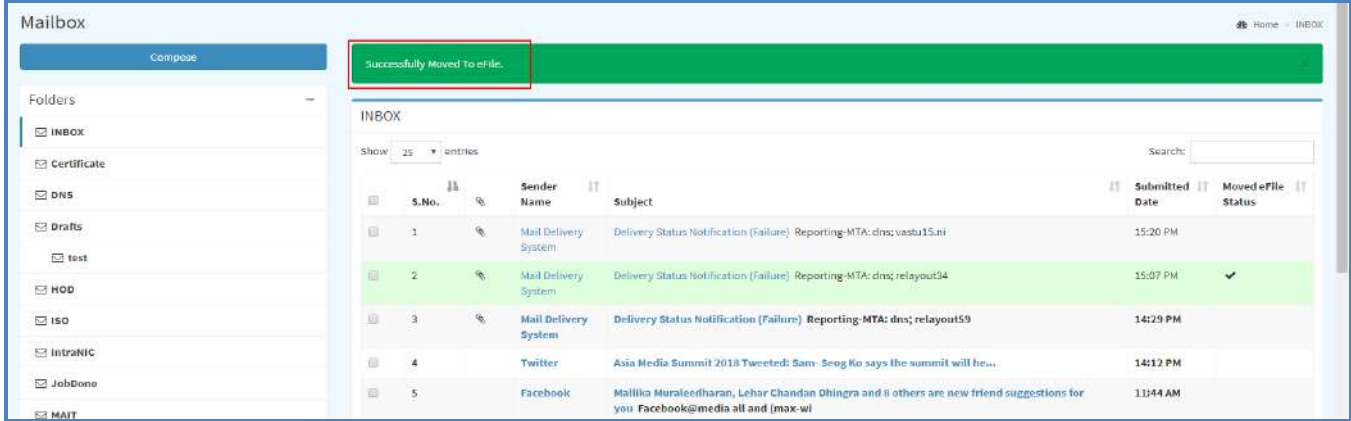 Mailbox
Home - INBOX
Compose
Successfully Moved To eFile.
Folders
INBOX
Certificate
DNS
Drafts
test
HOD
ISO
IntraNIC
JobDone
MAIT
INBOX
Show 25 entries
Search:
S.No. Sender Name Subject Submitted Date Moved eFile Status
1 Mail Delivery System Delivery Status Notification (Failure) Reporting-MTA: dns; vastu15.ni 15:20 PM
2 Mail Delivery System Delivery Status Notification (Failure) Reporting-MTA: dns; relayout34 15:07 PM ✔
3 Mail Delivery System Delivery Status Notification (Failure) Reporting-MTA: dns; relayout59 14:29 PM
4 Twitter Asia Media Summit 2018 Tweeted: Sam- Seog Ko says the summit will he... 14:12 PM
5 Facebook Mallika Muraleedharan, Lehar Chandan Dhingra and 8 others are new friend suggestions for you Facebook@media all and (max-wi 11:44 AM